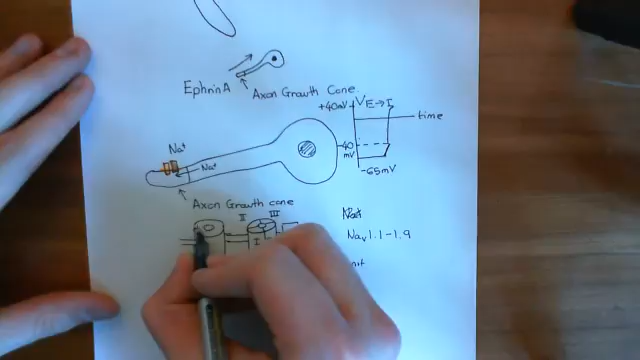 EphrinA
Axon Growth Cone
+40mV
VE→I
time
40
mV
-65mV
Na+
Na+
Axon Growth cone
II
III
I
Nav1.1-1.9